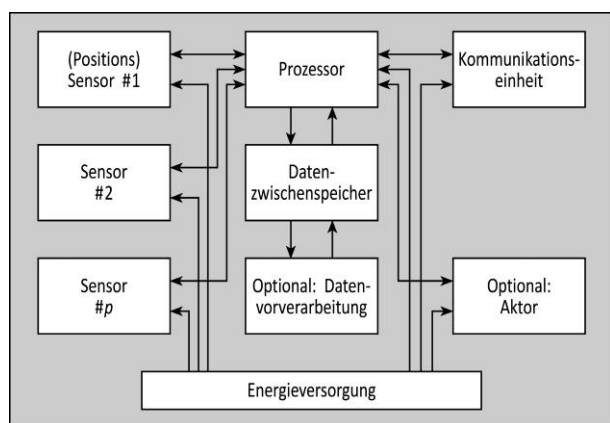 (Positions)
Sensor #1
Prozessor
Kommunikations-
einheit
Sensor
#2
Daten-
zwischenspeicher
Sensor
#p
Optional: Daten-
vorverarbeitung
Optional:
Aktor
Energieversorgung